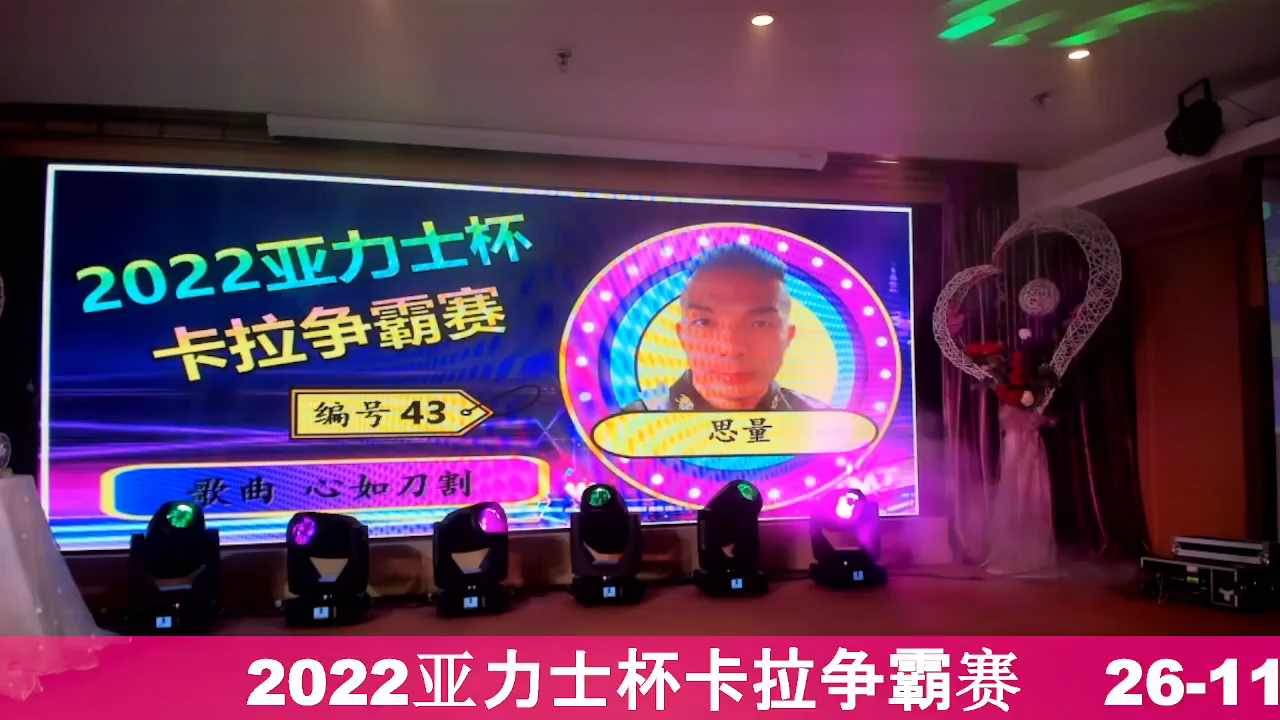 2022亚力士杯
卡拉争霸赛
编号 43
思量
歌曲 心如刀割
2022亚力士杯卡拉争霸赛 26-11